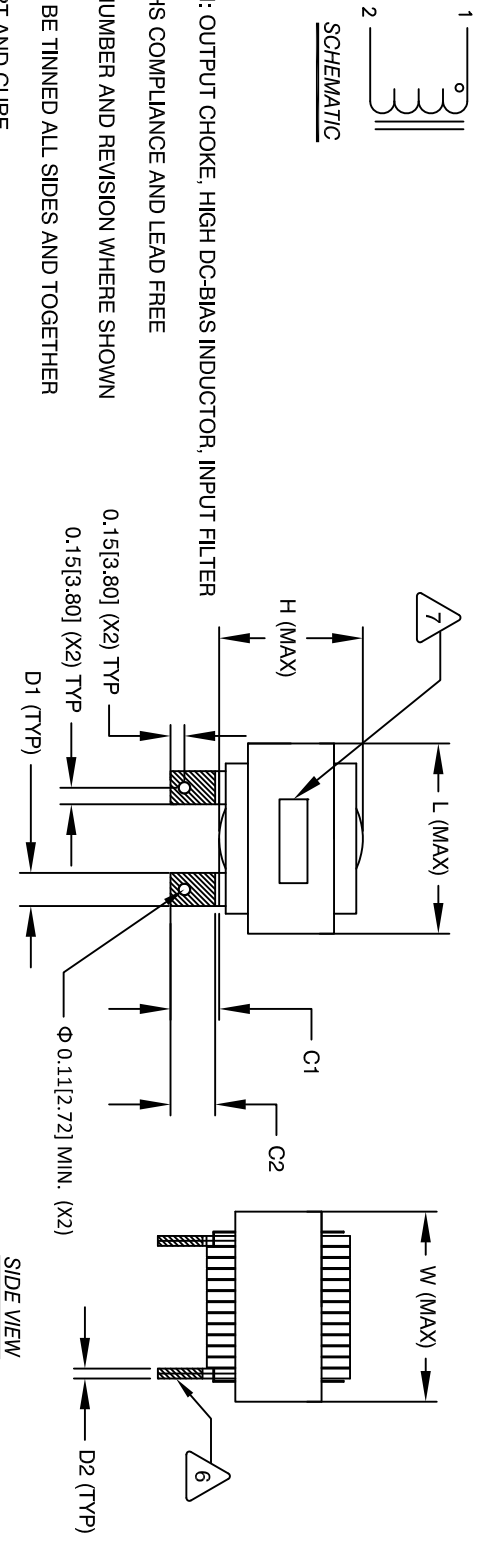 1
2
SCHEMATIC
: OUTPUT CHOKE, HIGH DC-BIAS INDUCTOR, INPUT FILTER
HS COMPLIANCE AND LEAD FREE
NUMBER AND REVISION WHERE SHOWN
BE TINNED ALL SIDES AND TOGETHER
AND CURE
7
L (MAX)
H (MAX)
0.15[3.80] (X2) TYP
0.15[3.80] (X2) TYP
D1 (TYP)
C1
C2
Φ 0.11[2.72] MIN. (X2)
W (MAX)
6
D2 (TYP)
SIDE VIEW